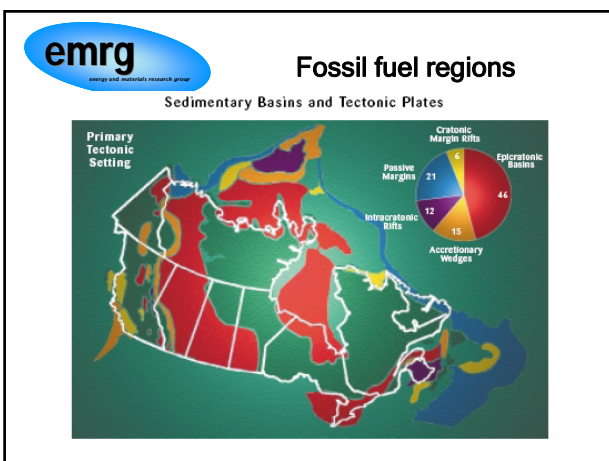 emrg
energy and materials research group
Fossil fuel regions
Sedimentary Basins and Tectonic Plates
Primary
Tectonic
Setting
Cratonic
Margin Rifts
Epicratonic
Basins
Passive
Margins
Intracratonic
Rifts
Accretionary
Wedges
6
21
46
12
15